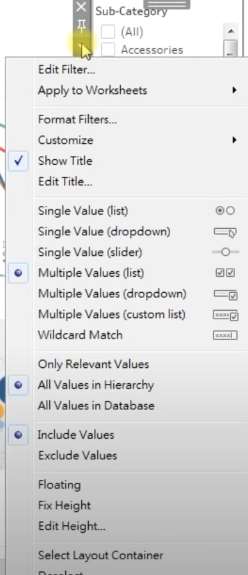 Sub-Category
(All)
Accessories
Edit Filter...
Apply to Worksheets
Format Filters...
Customize
Show Title
Edit Title...
Single Value (list)
Single Value (dropdown)
Single Value (slider)
Multiple Values (list)
Multiple Values (dropdown)
Multiple Values (custom list)
Wildcard Match
Only Relevant Values
All Values in Hierarchy
All Values in Database
Include Values
Exclude Values
Floating
Fix Height
Edit Height...
Select Layout Container
Deselect